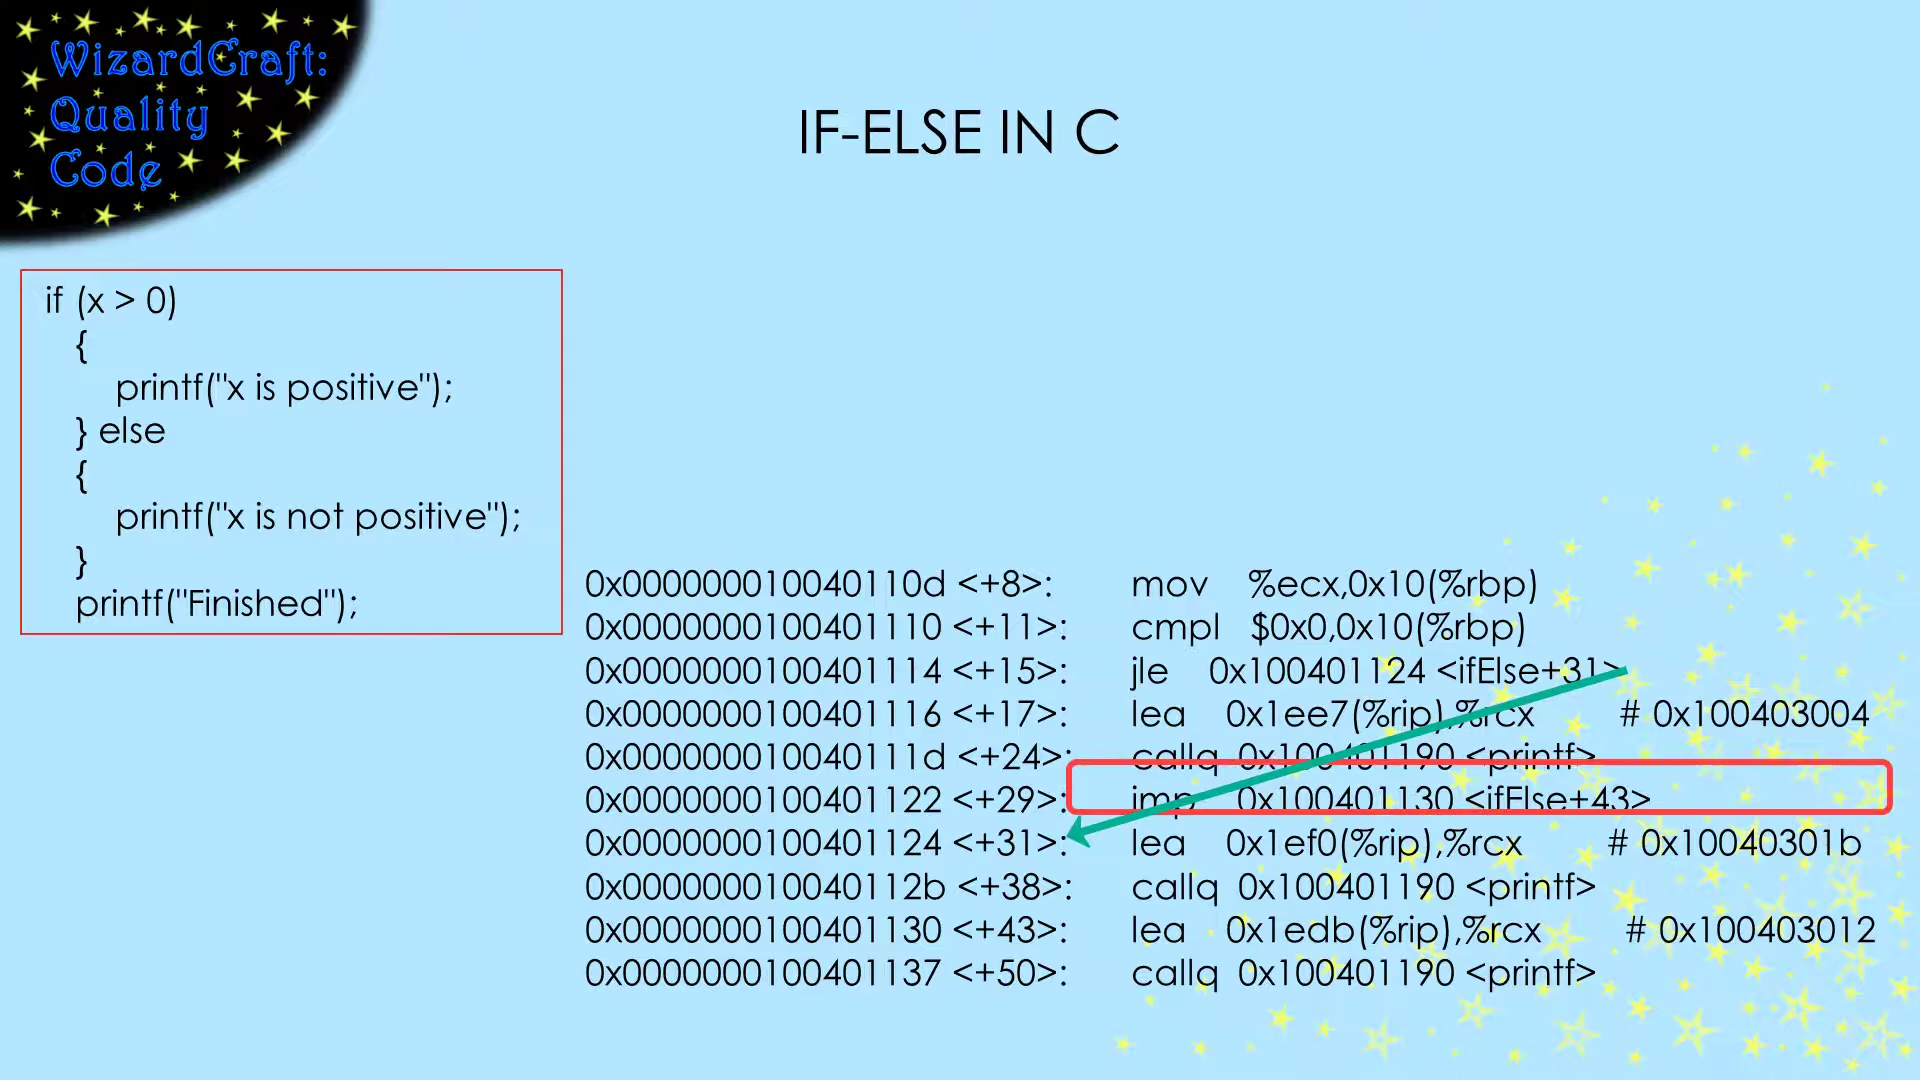 WizardCraft:
Quality
Code
IF-ELSE IN C
if (x > 0)
{
printf("x is positive");
} else
{
printf("x is not positive");
}
printf("Finished");
0x000000010040110d <+8>: mov %ecx,0x10(%rbp)
0x0000000100401110 <+11>: cmpl $0x0,0x10(%rbp)
0x0000000100401114 <+15>: jle 0x100401124 <ifElse+31>
0x0000000100401116 <+17>: lea 0x1ee7(%rip),%rcx # 0x100403004
0x000000010040111d <+24>: callq 0x100401190 <printf>
0x0000000100401122 <+29>: jmp 0x100401130 <ifElse+43>
0x0000000100401124 <+31>: lea 0x1ef0(%rip),%rcx # 0x10040301b
0x000000010040112b <+38>: callq 0x100401190 <printf>
0x0000000100401130 <+43>: lea 0x1edb(%rip),%rcx # 0x100403012
0x0000000100401137 <+50>: callq 0x100401190 <printf>